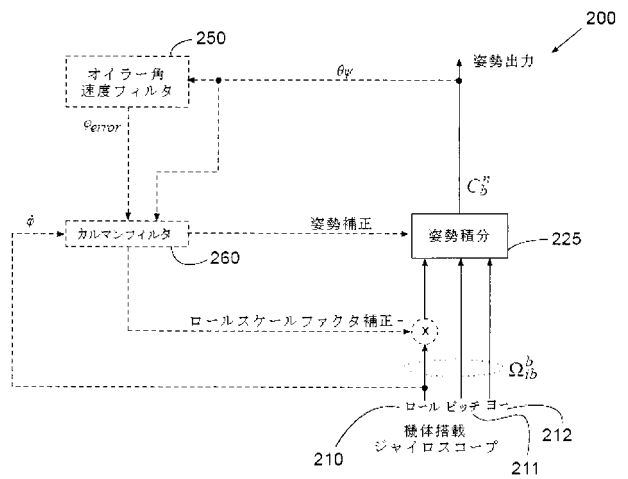 200
250
オイラー角
速度フィルタ
θψ
姿勢出力
φerror
C_b^n
φ̇
カルマンフィルタ
260
姿勢補正
姿勢積分
225
ロールスケールファクタ補正
x
Ω_ib^b
ロール ピッチ ヨー
210
211
212
機体搭載
ジャイロスコープ